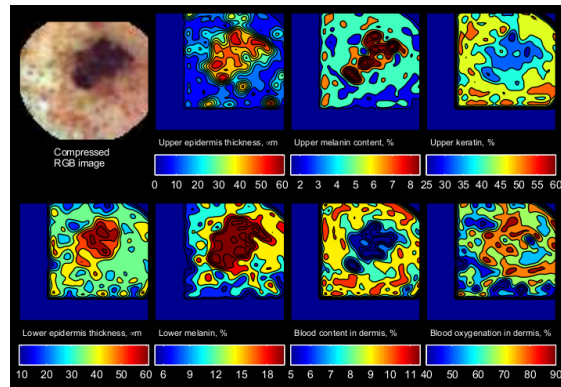 Compressed
RGB image
Upper epidermis thickness, ∝m
0 10 20 30 40 50 60
Upper melanin content, %
2 3 4 5 6 7 8
Upper keratin, %
25 30 35 40 45 50 55 60
Lower epidermis thickness, ∝m
10 20 30 40 50 60
Lower melanin, %
6 9 12 15 18
Blood content in dermis, %
5 6 7 8 9 10 11
Blood oxygenation in dermis, %
40 50 60 70 80 90